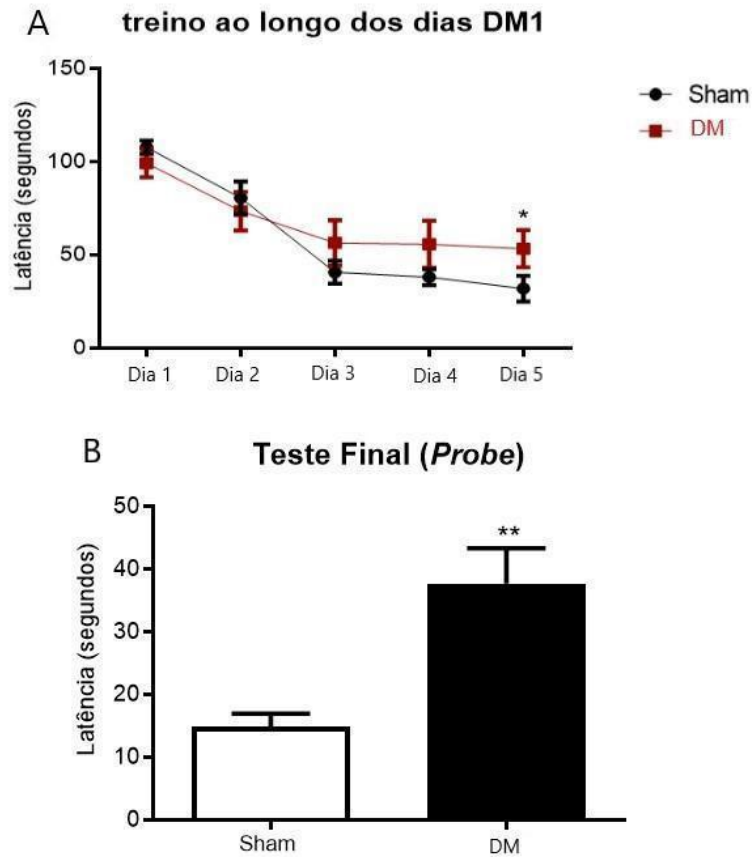 A
treino ao longo dos dias DM1
150
100
50
0
Latência (segundos)
Sham
DM
*
Dia 1 Dia 2 Dia 3 Dia 4 Dia 5
B
Teste Final (Probe)
50
40
30
20
10
0
Latência (segundos)
**
Sham DM